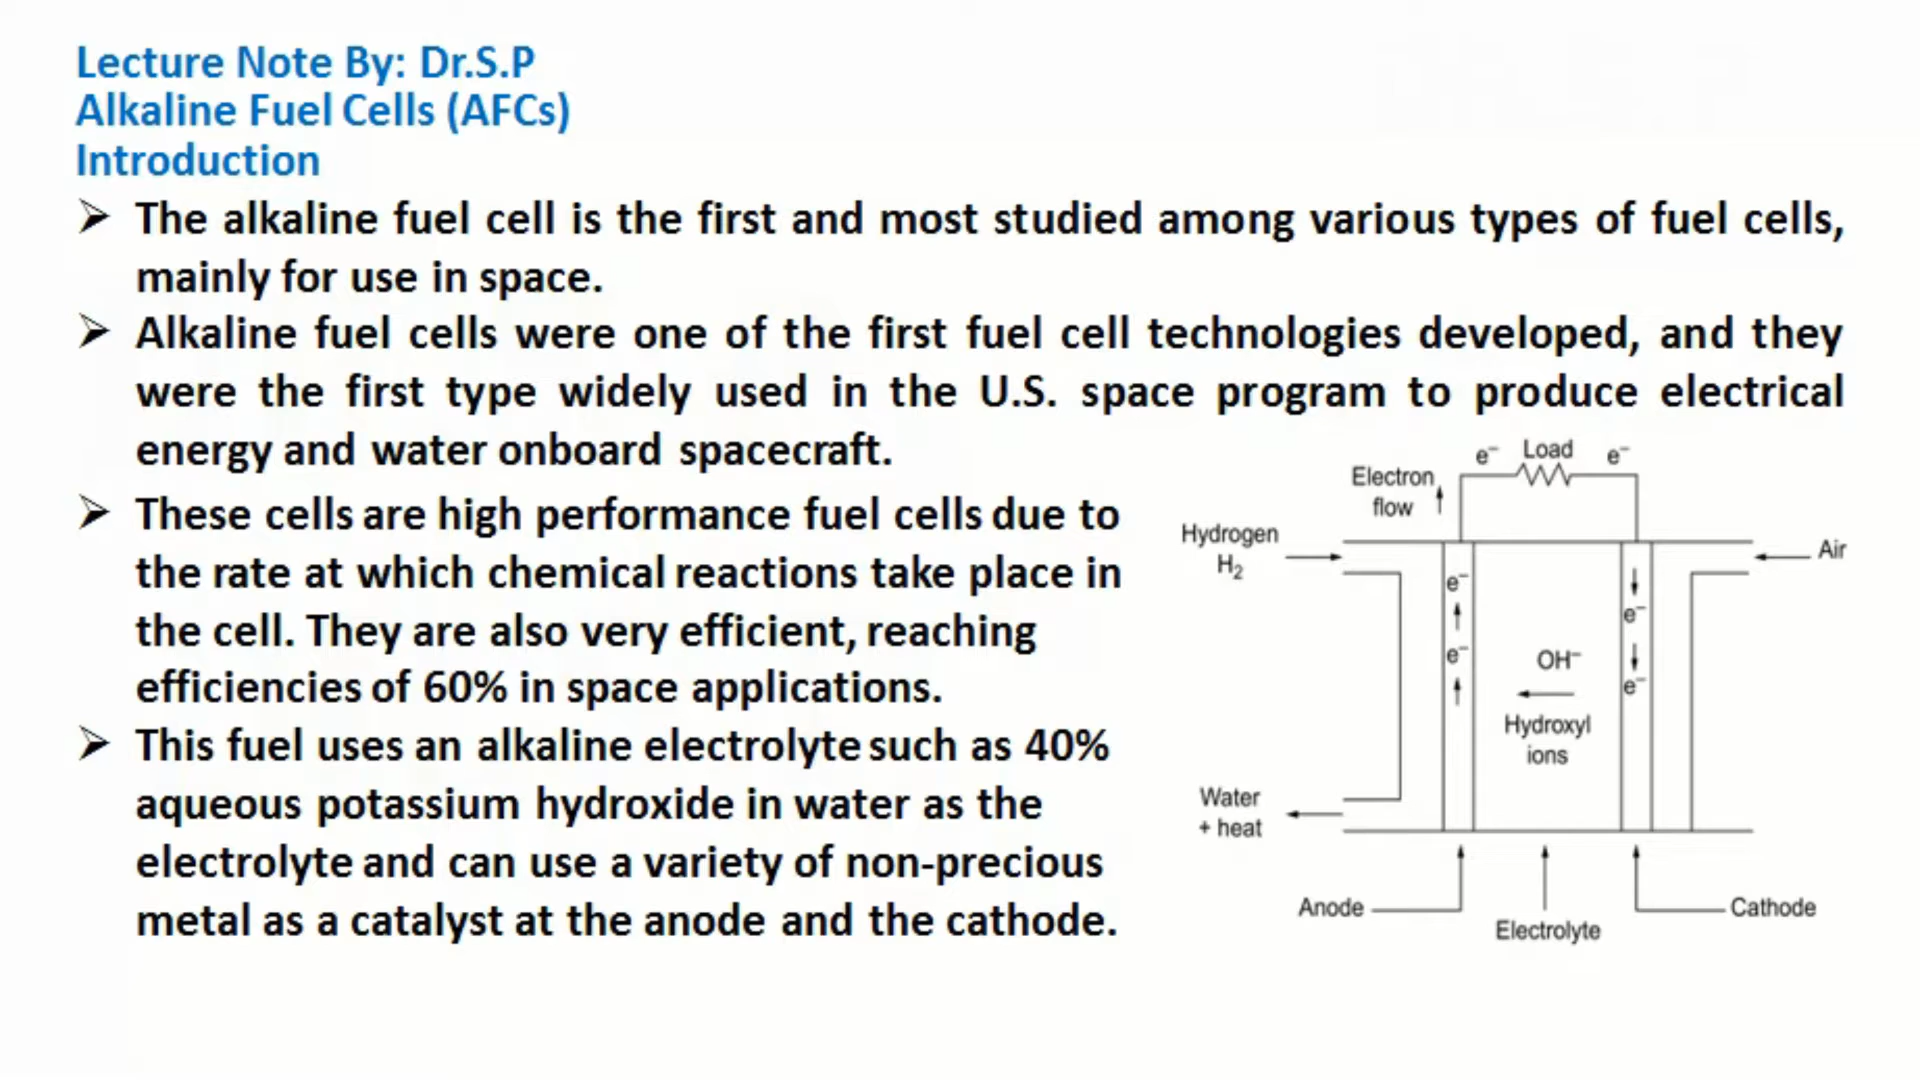 Lecture Note By: Dr.S.P
Alkaline Fuel Cells (AFCs)
Introduction
➢ The alkaline fuel cell is the first and most studied among various types of fuel cells,
mainly for use in space.
➢ Alkaline fuel cells were one of the first fuel cell technologies developed, and they
were the first type widely used in the U.S. space program to produce electrical
energy and water onboard spacecraft.
➢ These cells are high performance fuel cells due to
the rate at which chemical reactions take place in
the cell. They are also very efficient, reaching
efficiencies of 60% in space applications.
➢ This fuel uses an alkaline electrolyte such as 40%
aqueous potassium hydroxide in water as the
electrolyte and can use a variety of non-precious
metal as a catalyst at the anode and the cathode.
e⁻ Load e⁻
Electron
flow
Hydrogen
H₂
Air
e⁻
e⁻
e⁻
OH⁻
e⁻
Hydroxyl
ions
Water
+ heat
Anode
Cathode
Electrolyte